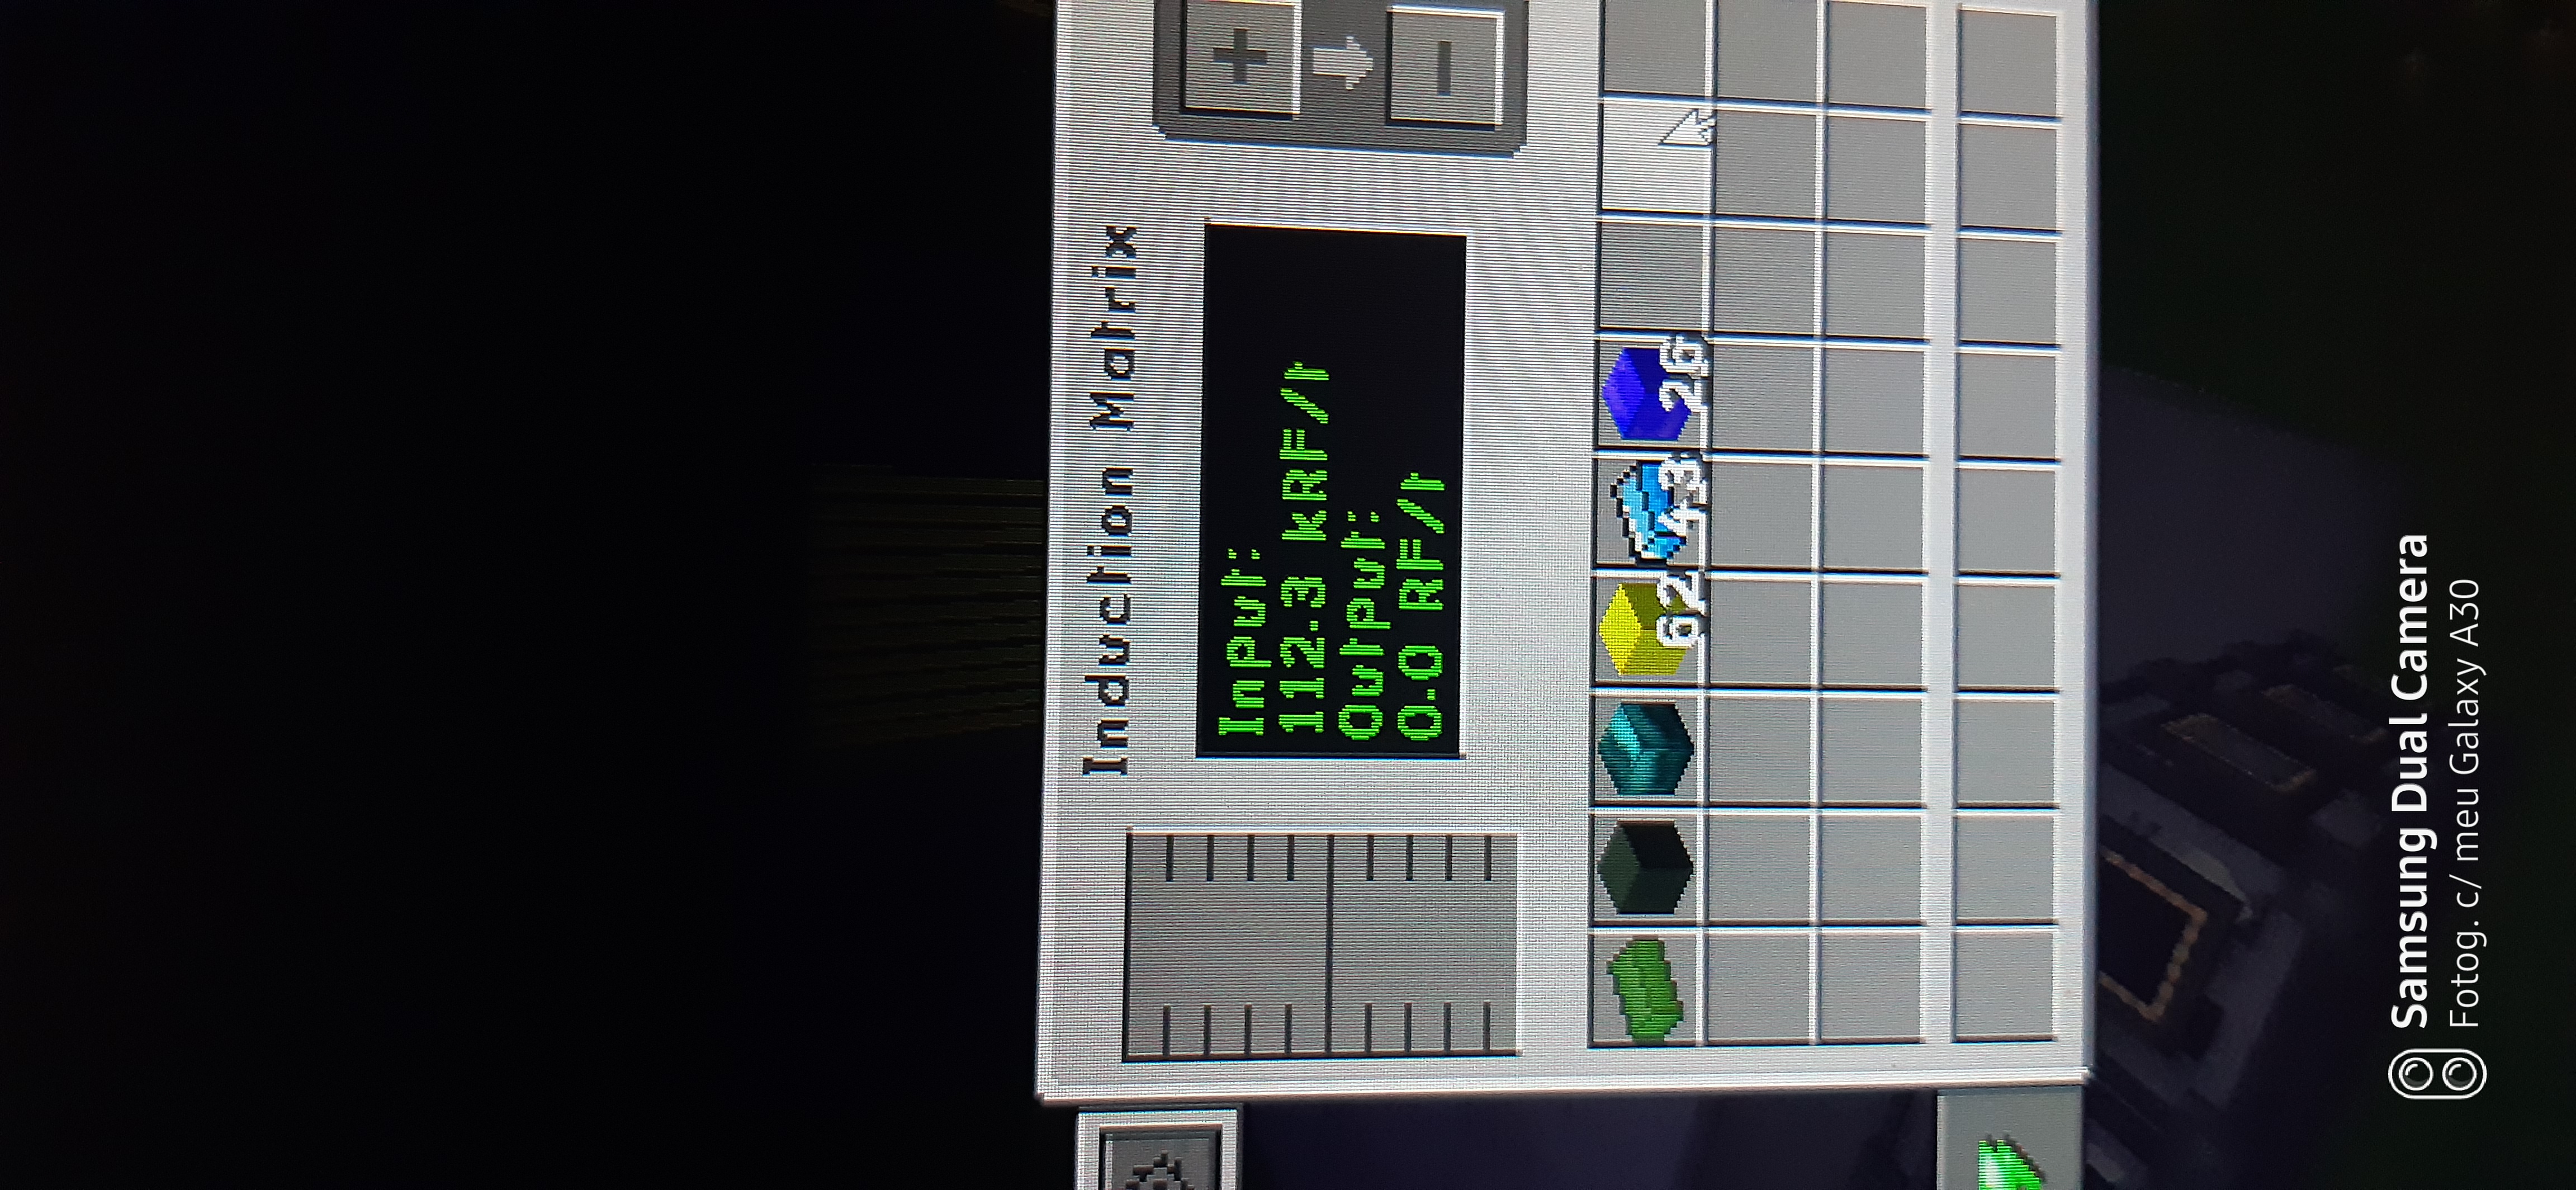 Induction Matrix
Input:
112.3 kRF/t
Output:
0.0 RF/t
+
-
62 43 26
Samsung Dual Camera
Fotog. c/ meu Galaxy A30